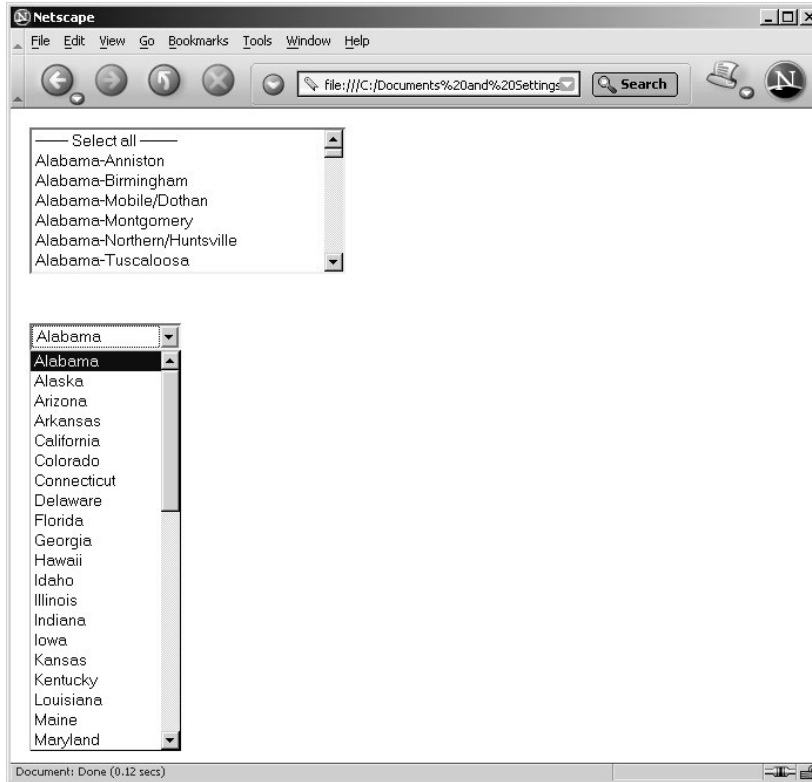 Netscape
File Edit View Go Bookmarks Tools Window Help
file:///C:/Documents%20and%20Settings Search N
—— Select all ——
Alabama-Anniston
Alabama-Birmingham
Alabama-Mobile/Dothan
Alabama-Montgomery
Alabama-Northern/Huntsville
Alabama-Tuscaloosa
Alabama
Alabama
Alaska
Arizona
Arkansas
California
Colorado
Connecticut
Delaware
Florida
Georgia
Hawaii
Idaho
Illinois
Indiana
Iowa
Kansas
Kentucky
Louisiana
Maine
Maryland
Document: Done (0.12 secs)